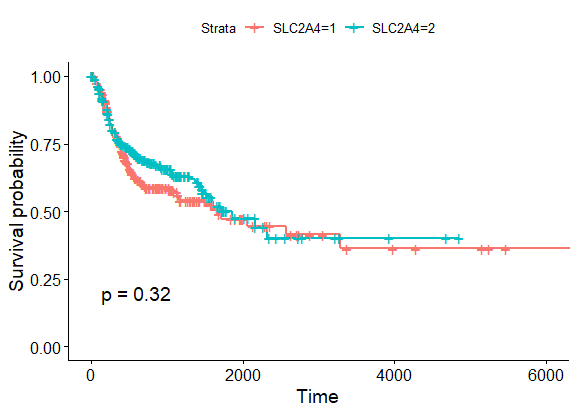 Strata SLC2A4=1 SLC2A4=2
1.00
0.75
0.50
0.25
0.00
Survival probability
p = 0.32
0 2000 4000 6000
Time